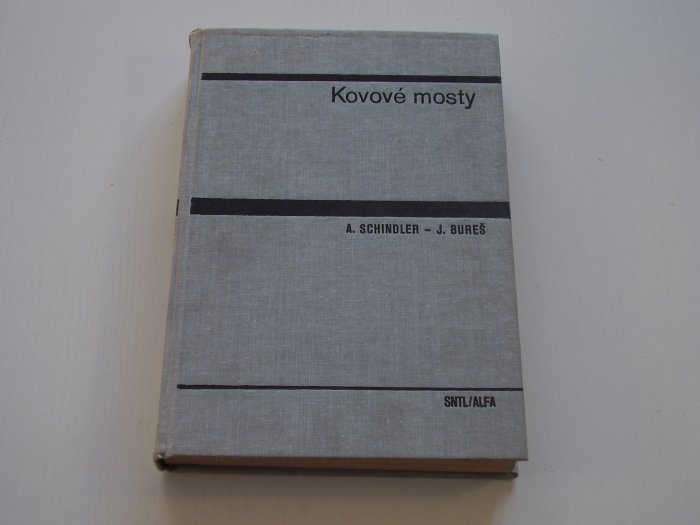 Kovové mosty
A. SCHINDLER – J. BUREŠ
SNTL/ALFA